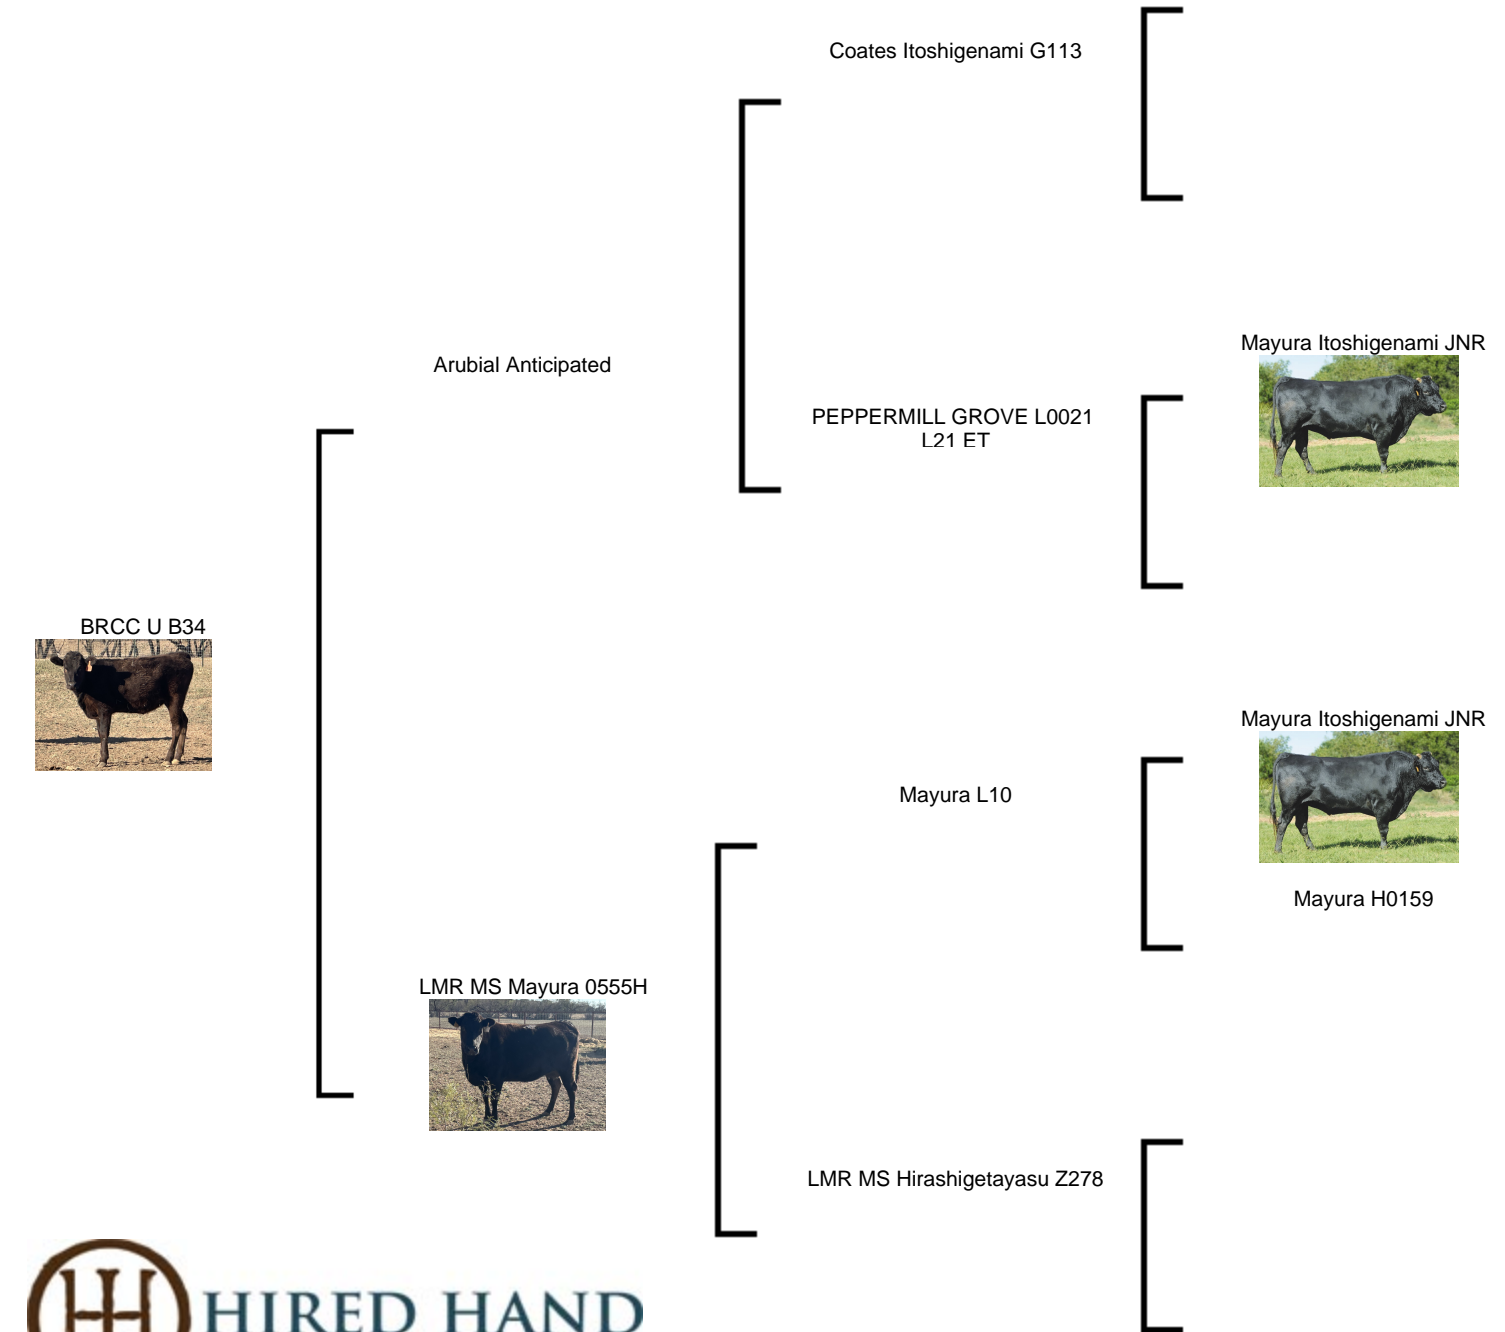 Coates Itoshigenami G113
Arubial Anticipated
Mayura Itoshigenami JNR
PEPPERMILL GROVE L0021
L21 ET
BRCC U B34
Mayura Itoshigenami JNR
Mayura L10
Mayura H0159
LMR MS Mayura 0555H
LMR MS Hirashigetayasu Z278
HIRED HAND